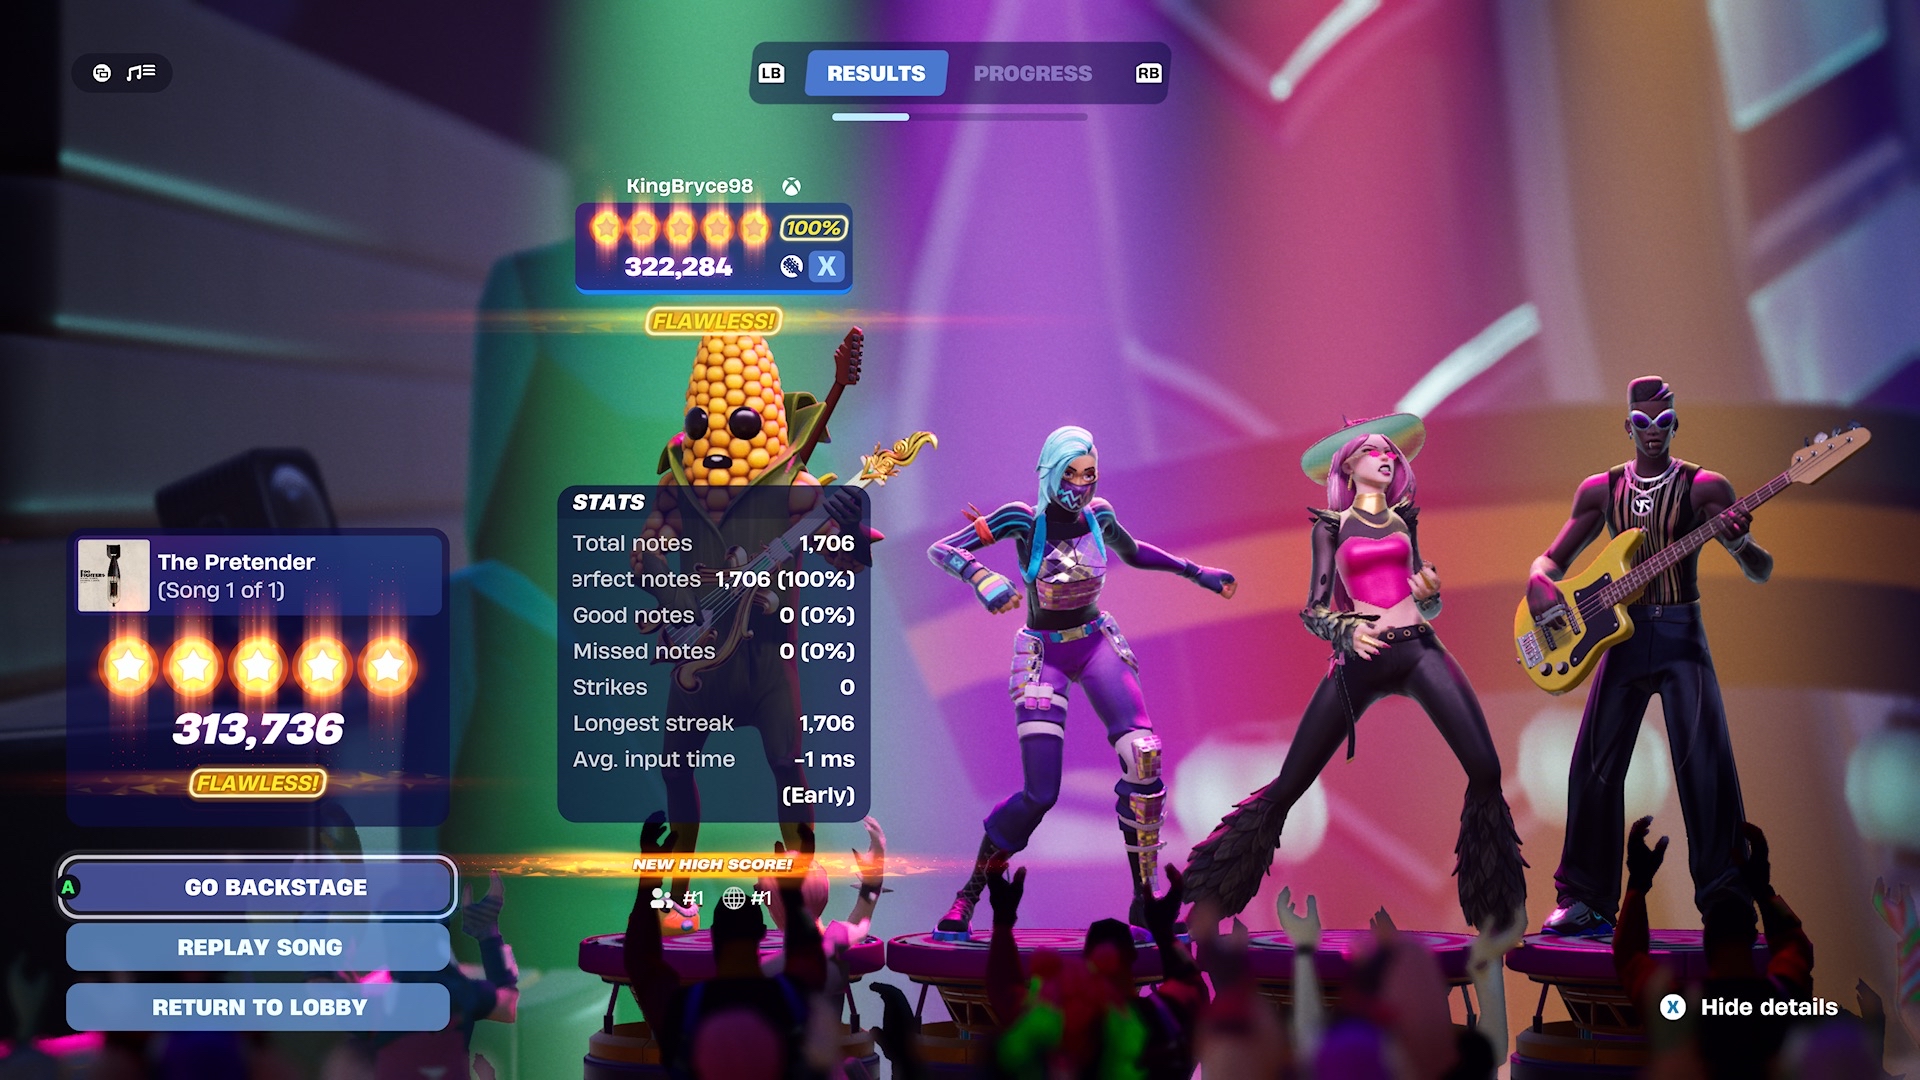 LB RESULTS PROGRESS RB
KingBryce98
100%
322,284
X
FLAWLESS!
STATS
Total notes 1,706
erfect notes 1,706 (100%)
Good notes 0 (0%)
Missed notes 0 (0%)
Strikes 0
Longest streak 1,706
Avg. input time -1 ms
(Early)
NEW HIGH SCORE!
#1 #1
The Pretender
(Song 1 of 1)
313,736
FLAWLESS!
A GO BACKSTAGE
REPLAY SONG
RETURN TO LOBBY
X Hide details